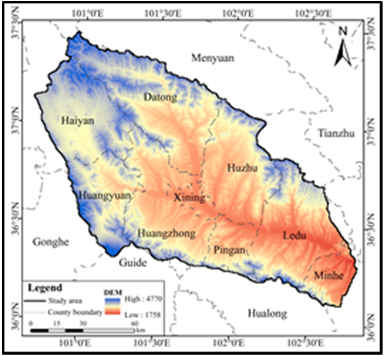 101°0'E 101°30'E 102°0'E 102°30'E
37°30'N 37°30'N
Menyuan
N
Datong
37°0'N 37°0'N
Haiyan
Tianzhu
Huzhu
Huangyuan
Xining
36°30'N 36°30'N
Huangzhong
Ledu
Gonghe
Pingan
Guide
Minhe
Legend
Study area
County boundary
DEM
High : 4770
Low : 1758
0 15 30 60
km
Hualong
36°0'N 36°0'N
101°0'E 101°30'E 102°0'E 102°30'E